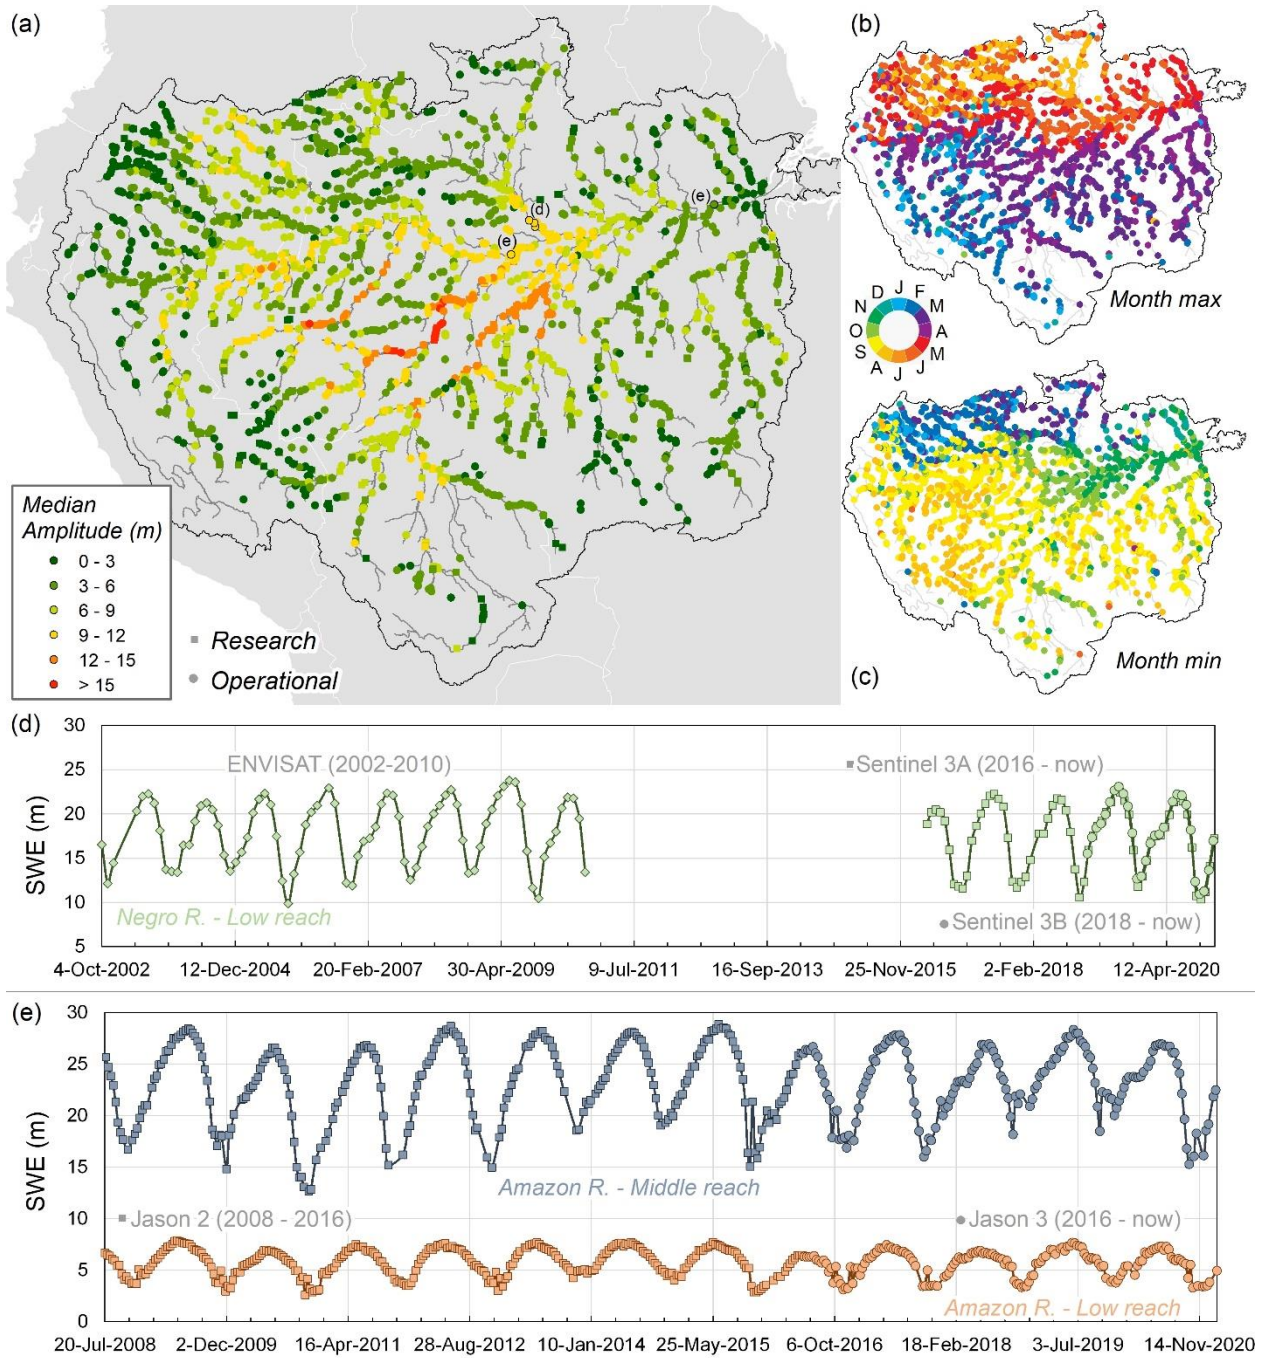 (a)
(d)
(e)
(e)
Median
Amplitude (m)
0 - 3
3 - 6
6 - 9
9 - 12
12 - 15
> 15
Research
Operational
(b)
Month max
D J F
N M
O A
S M
A J J
Month min
(c)
(d)
30
25
20
15
10
5
SWE (m)
ENVISAT (2002-2010)
Sentinel 3A (2016 - now)
Negro R. - Low reach
Sentinel 3B (2018 - now)
4-Oct-2002 12-Dec-2004 20-Feb-2007 30-Apr-2009 9-Jul-2011 16-Sep-2013 25-Nov-2015 2-Feb-2018 12-Apr-2020
(e)
30
25
20
15
10
5
0
SWE (m)
Amazon R. - Middle reach
Jason 2 (2008 - 2016)
Jason 3 (2016 - now)
Amazon R. - Low reach
20-Jul-2008 2-Dec-2009 16-Apr-2011 28-Aug-2012 10-Jan-2014 25-May-2015 6-Oct-2016 18-Feb-2018 3-Jul-2019 14-Nov-2020